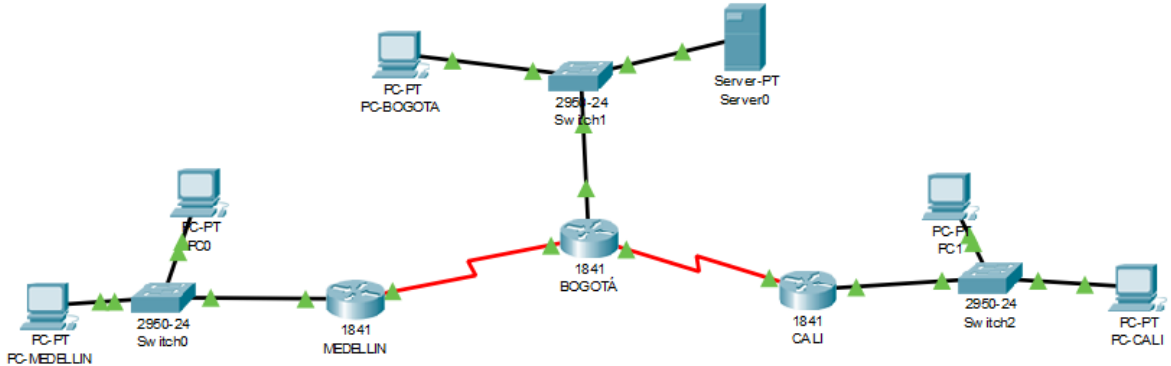 PC-PT
PC-BOGOTA
2950-24
Switch1
Server-PT
Server0
PC-PT
PC0
PC-PT
PC-MEDELLIN
2950-24
Switch0
1841
MEDELLIN
1841
BOGOTÁ
1841
CALI
PC-PT
PC1
2950-24
Switch2
PC-PT
PC-CALI